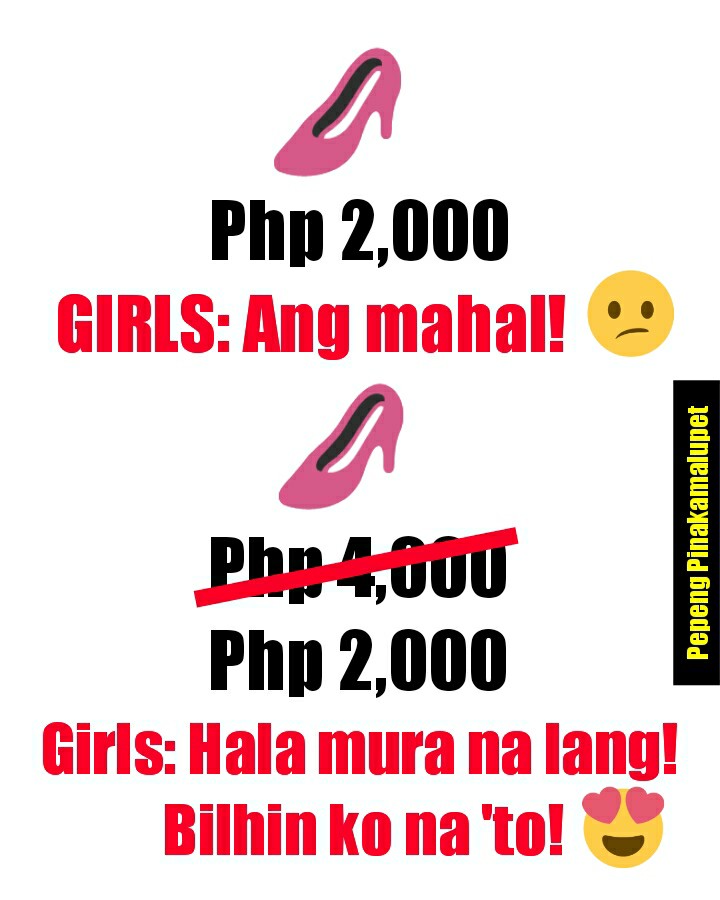 Php 2,000
GIRLS: Ang mahal!
Php 4,000
Php 2,000
Girls: Hala mura na lang!
Bilhin ko na 'to!
Pepeng Pinakamalupet